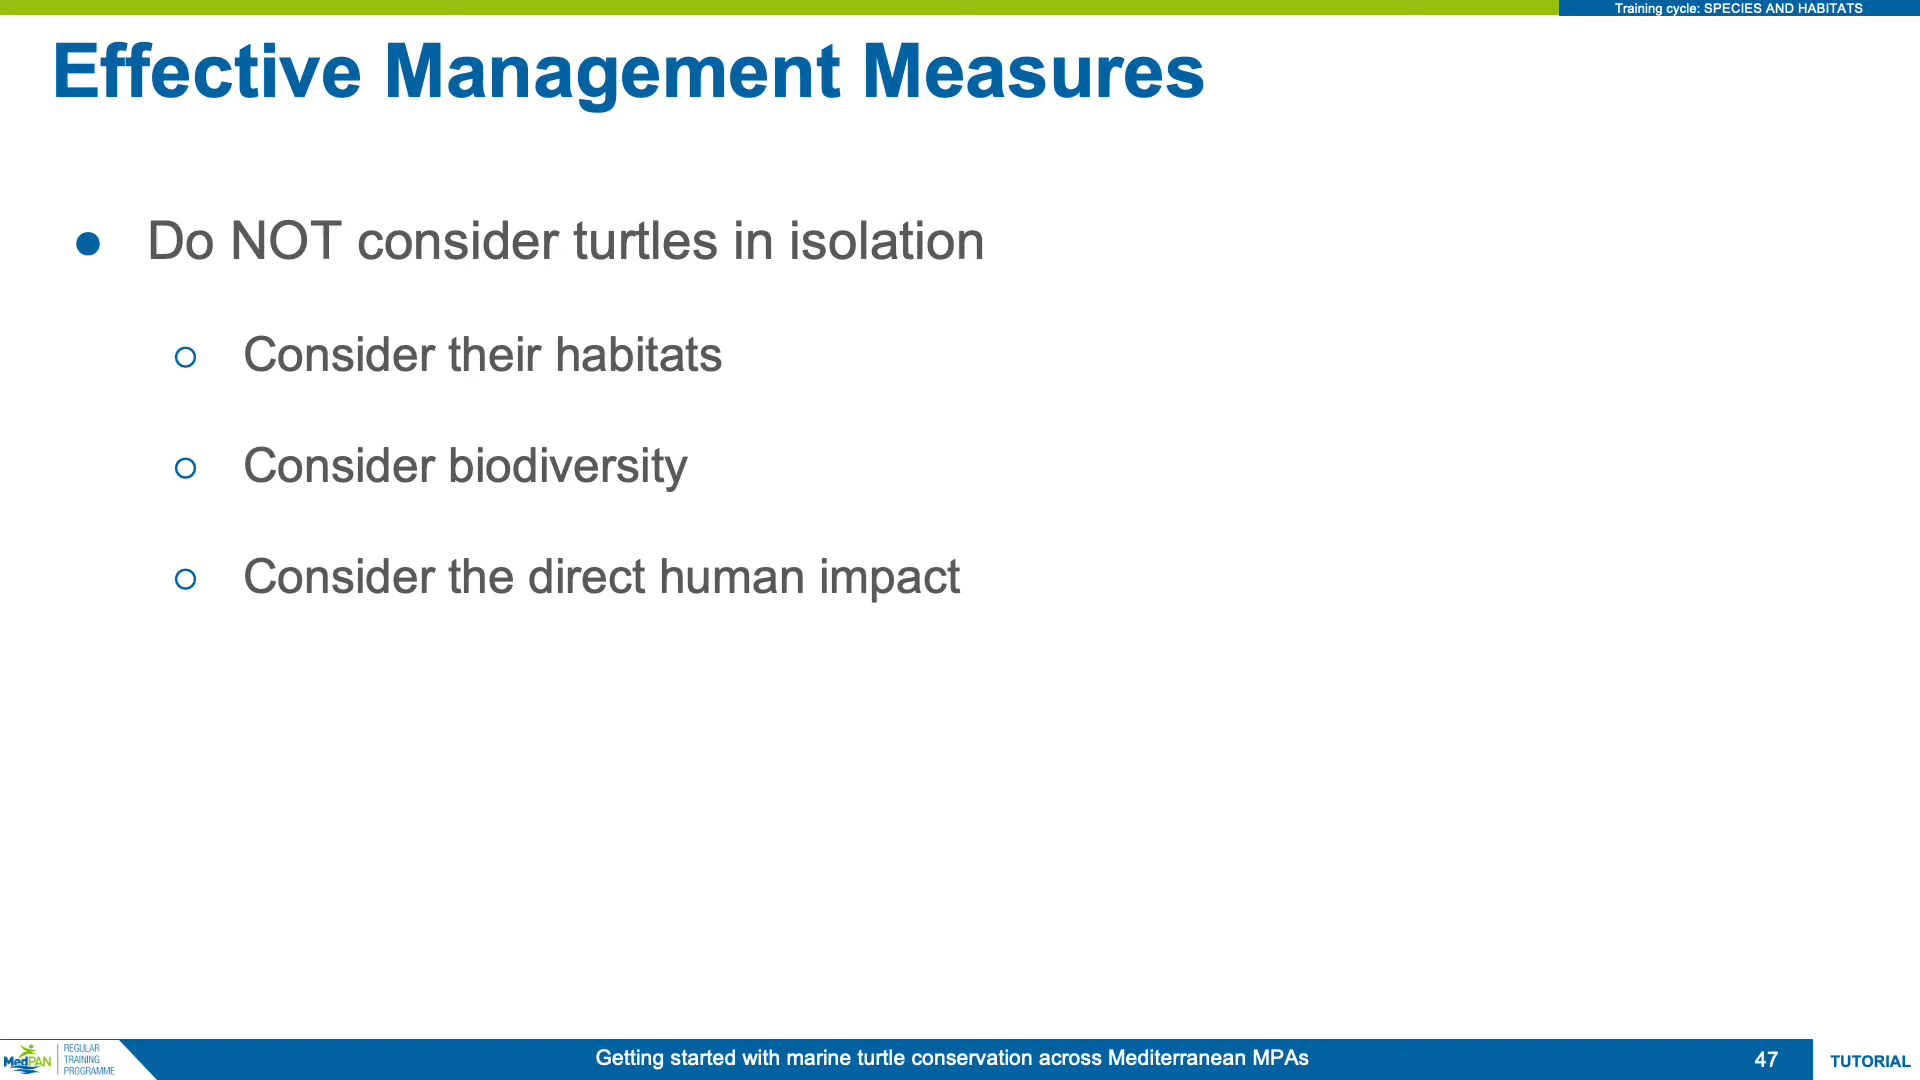 Training cycle: SPECIES AND HABITATS
Effective Management Measures
● Do NOT consider turtles in isolation
○ Consider their habitats
○ Consider biodiversity
○ Consider the direct human impact
MedPAN
REGULAR
TRAINING
PROGRAMME
Getting started with marine turtle conservation across Mediterranean MPAs
47
TUTORIAL